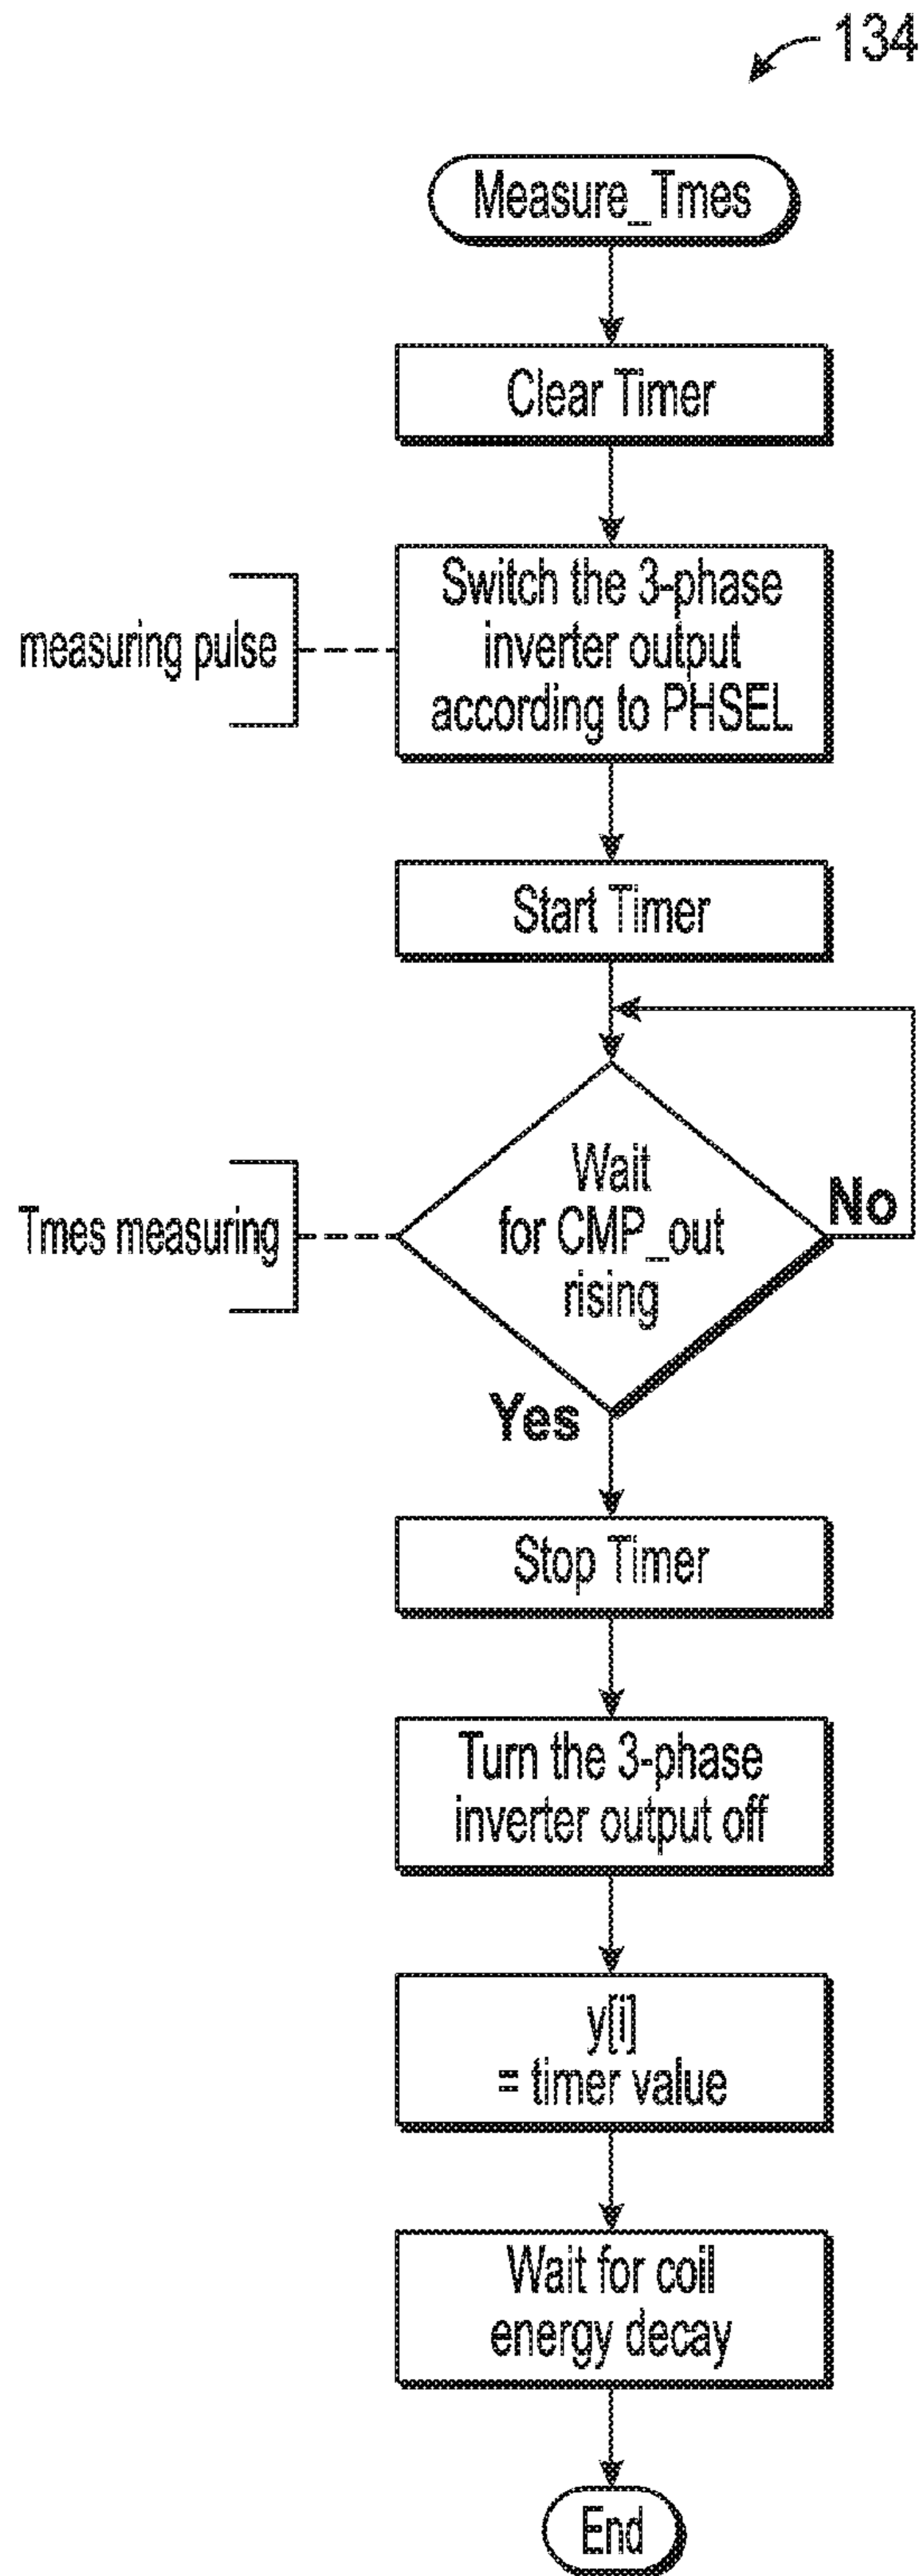 134
Measure_Tmes
Clear Timer
measuring pulse
Switch the 3-phase
inverter output
according to PHSEL
Start Timer
Tmes measuring
Wait
for CMP_out
rising
No
Yes
Stop Timer
Turn the 3-phase
inverter output off
y[i]
= timer value
Wait for coil
energy decay
End